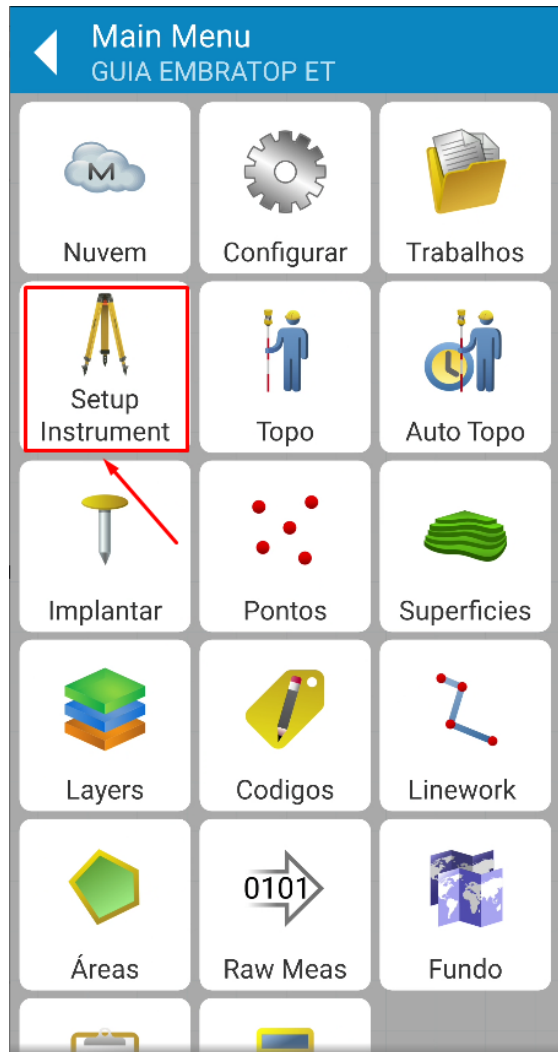 Main Menu
GUIA EMBRATOP ET
M
Nuvem
Configurar
Trabalhos
Setup
Instrument
Topo
Auto Topo
Implantar
Pontos
Superficies
Layers
Codigos
Linework
0101
Áreas
Raw Meas
Fundo